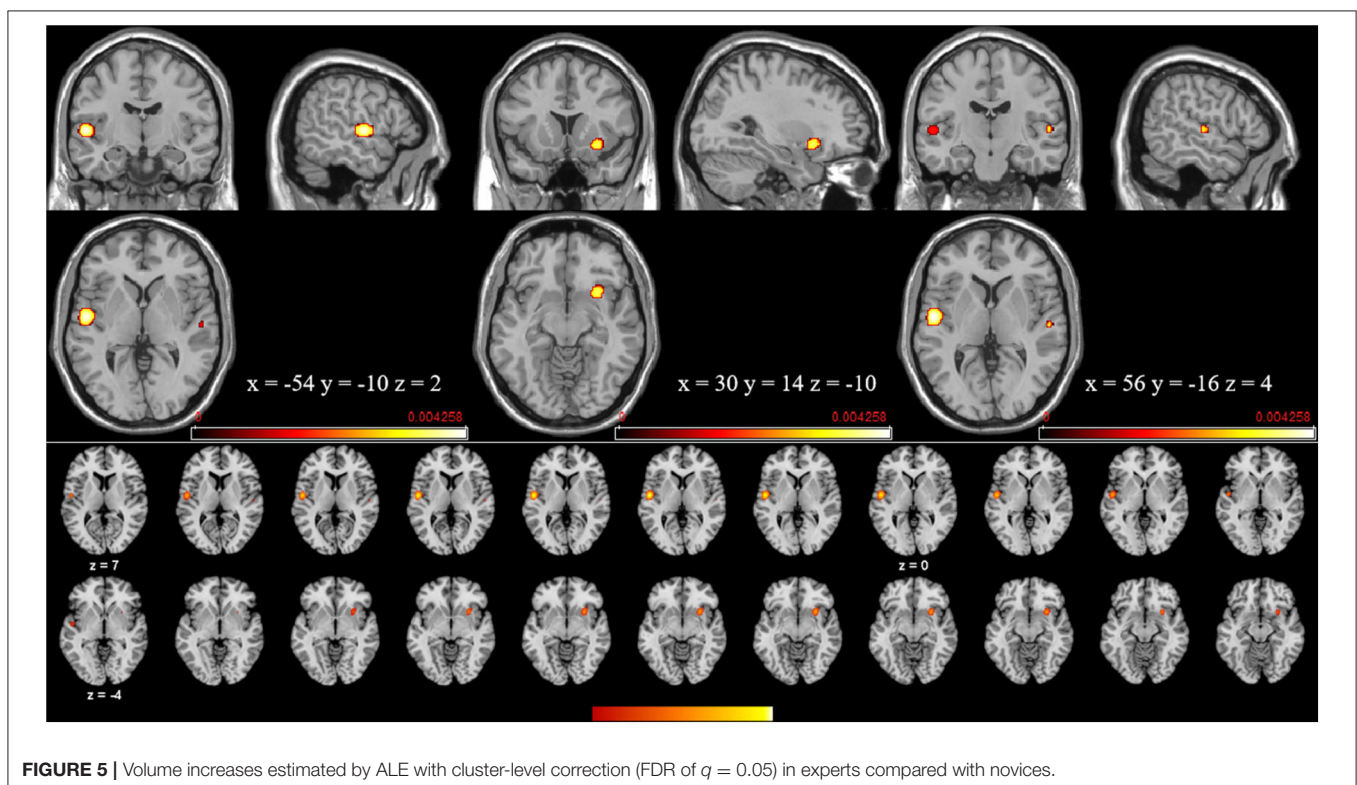 x = -54 y = -10 z = 2
x = 30 y = 14 z = -10
x = 56 y = -16 z = 4
0 0.004258
0 0.004258
0 0.004258
z = 7
z = 0
z = -4
FIGURE 5 | Volume increases estimated by ALE with cluster-level correction (FDR of q = 0.05) in experts compared with novices.